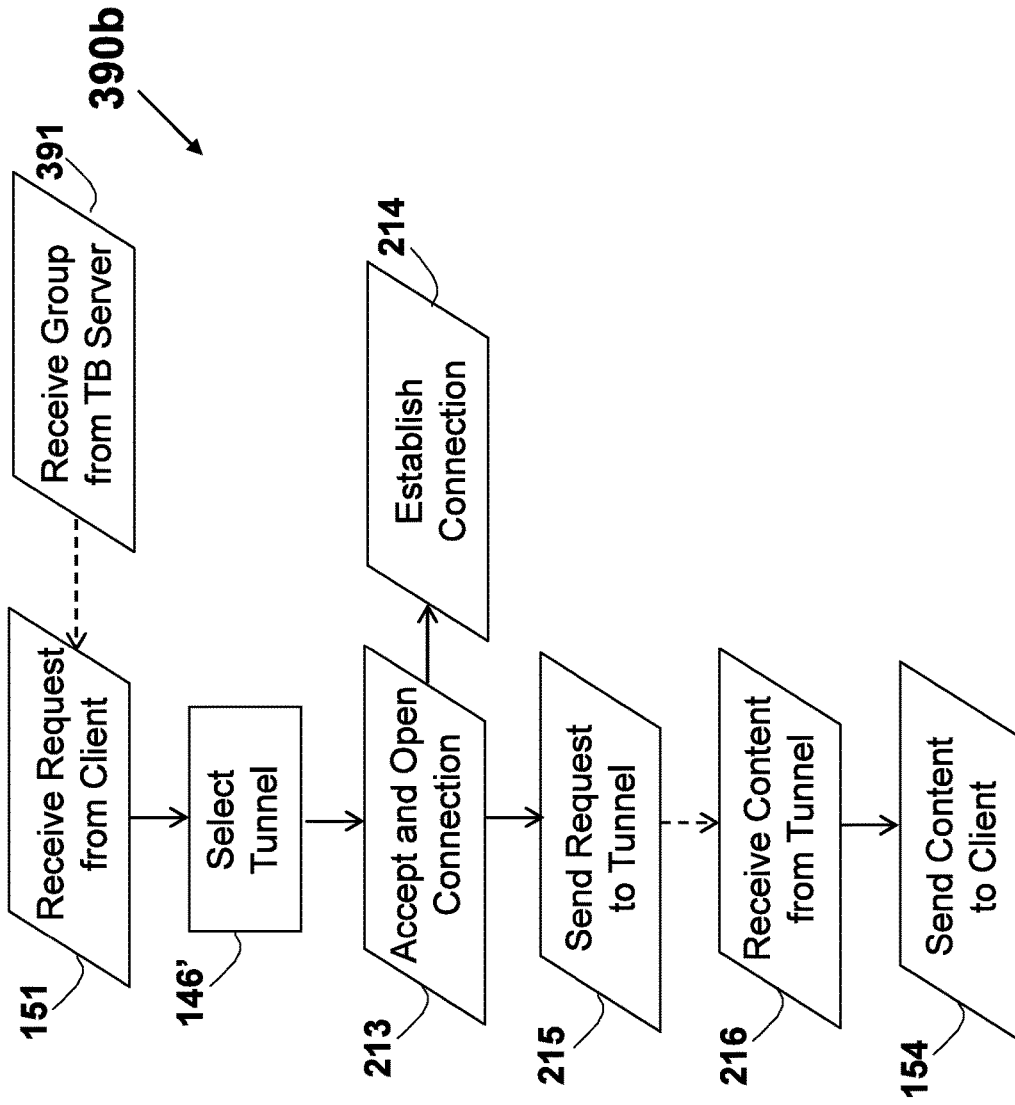 390b
391
Receive Group
from TB Server
151
Receive Request
from Client
146’
Select
Tunnel
213
Accept and Open
Connection
214
Establish
Connection
215
Send Request
to Tunnel
216
Receive Content
from Tunnel
154
Send Content
to Client